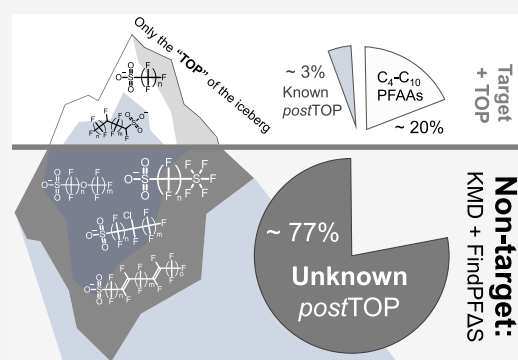 Only the "TOP" of the iceberg
~ 3%
Known
postTOP
C₄-C₁₀
PFAAs
~ 20%
Target
+ TOP
~ 77%
Unknown
postTOP
Non-target:
KMD + FindPFΔS